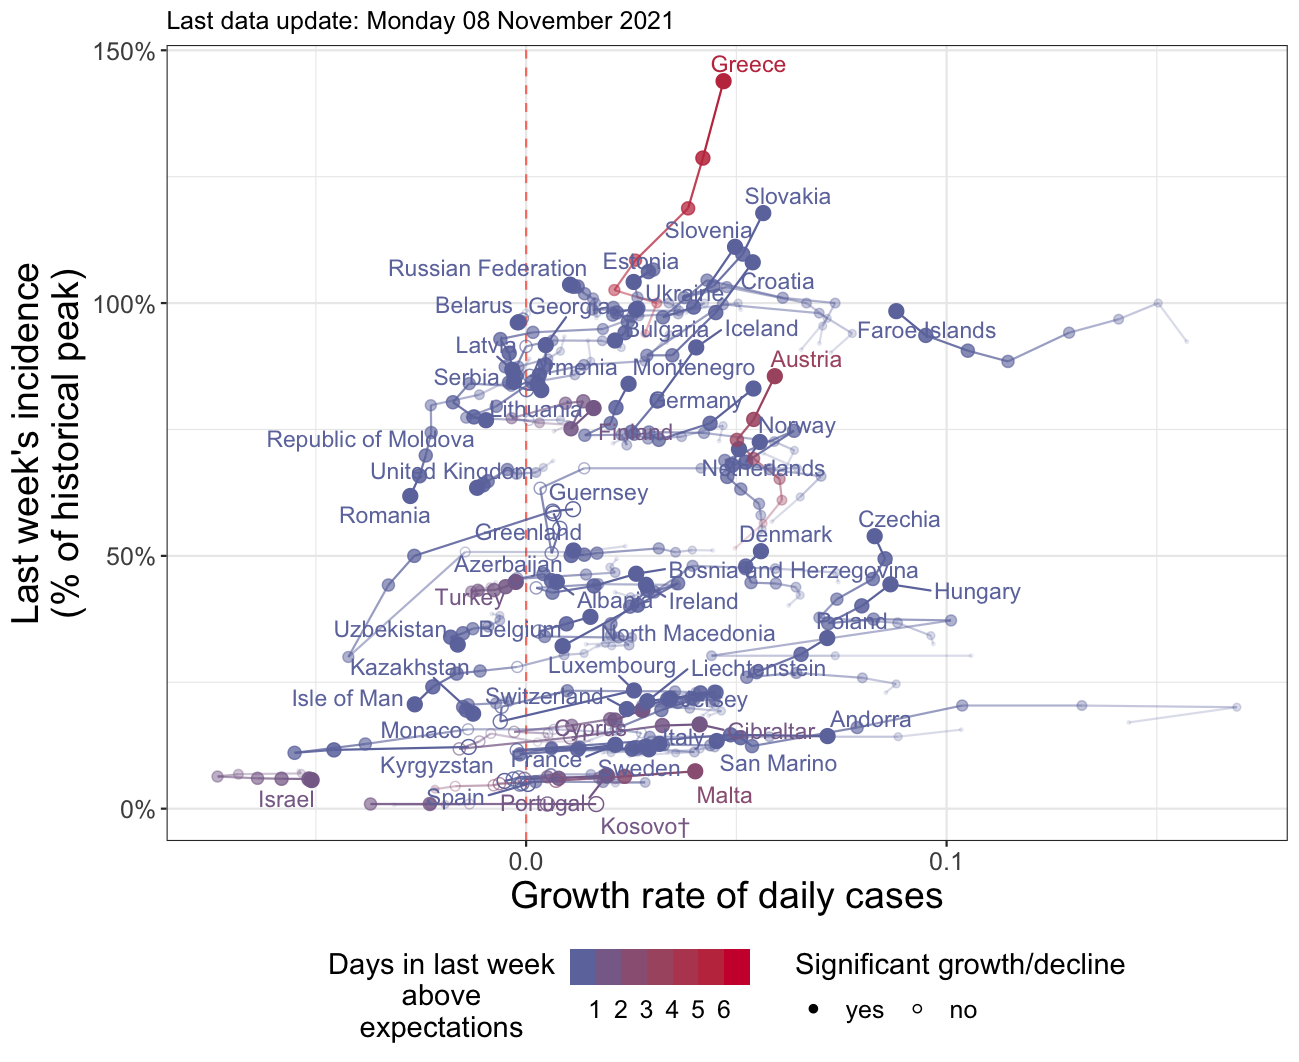 Last data update: Monday 08 November 2021
Last week's incidence
(% of historical peak)
150%
100%
50%
0%
Greece
Slovakia
Slovenia
Estonia
Russian Federation
Croatia
Ukraine
Belarus
Georgia
Bulgaria
Iceland
Faroe Islands
Latvia
Austria
Armenia
Montenegro
Serbia
Germany
Lithuania
Norway
Finland
Republic of Moldova
United Kingdom
Netherlands
Guernsey
Romania
Czechia
Greenland
Denmark
Azerbaijan
Bosnia and Herzegovina
Hungary
Turkey
Albania
Ireland
Poland
Uzbekistan
Belgium
North Macedonia
Kazakhstan
Luxembourg
Liechtenstein
Isle of Man
Switzerland
Jersey
Andorra
Monaco
Cyprus
Gibraltar
Italy
Kyrgyzstan
France
San Marino
Sweden
Israel
Spain
Portugal
Malta
Kosovo†
0.0
0.1
Growth rate of daily cases
Days in last week
above
expectations
1 2 3 4 5 6
Significant growth/decline
yes
no